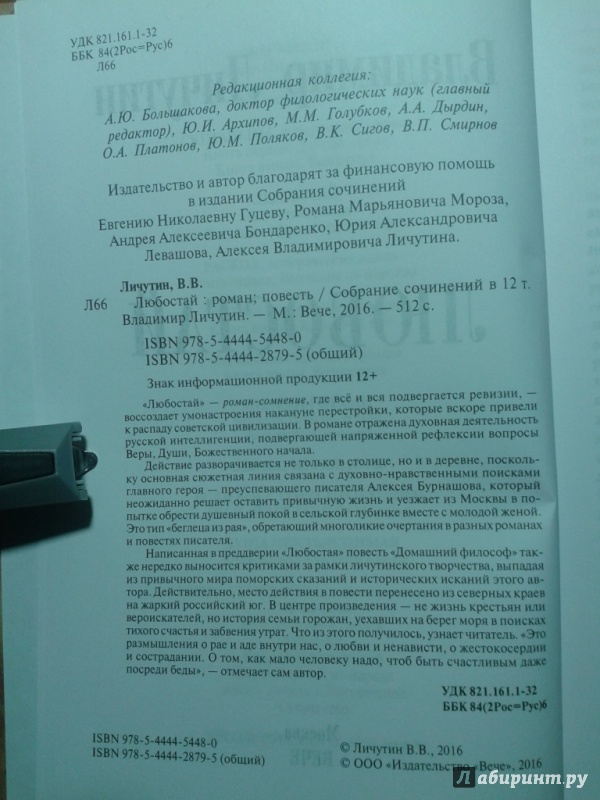 УДК 821.161.1-32
ББК 84(2Рос=Рус)6
Л66
Редакционная коллегия:
А.Ю. Большакова, доктор филологических наук (главный
редактор), Ю.И. Архипов, М.М. Голубков, А.А. Дырдин,
О.А. Платонов, Ю.М. Поляков, В.К. Сигов, В.П. Смирнов
Издательство и автор благодарят за финансовую помощь
в издании Собрания сочинений
Евгению Николаевну Гуцеву, Романа Марьяновича Мороза,
Андрея Алексеевича Бондаренко, Юрия Александровича
Левашова, Алексея Владимировича Личутина.
Личутин, В.В.
Л66 Любостай : роман; повесть / Собрание сочинений в 12 т.
Владимир Личутин. — М. : Вече, 2016. — 512 с.
ISBN 978-5-4444-5448-0
ISBN 978-5-4444-2879-5 (общий)
Знак информационной продукции 12+
«Любостай» — роман-сомнение, где всё и вся подвергается ревизии, —
воссоздает умонастроения накануне перестройки, которые вскоре привели
к распаду советской цивилизации. В романе отражена духовная деятельность
русской интеллигенции, подвергающей напряженной рефлексии вопросы
Веры, Души, Божественного начала.
Действие разворачивается не только в столице, но и в деревне, посколь-
ку основная сюжетная линия связана с духовно-нравственными поисками
главного героя — преуспевающего писателя Алексея Бурнашова, который
неожиданно решает оставить привычную жизнь и уезжает из Москвы в по-
пытке обрести душевный покой в сельской глубинке вместе с молодой женой.
Это тип «беглеца из рая», обретающий многоликие очертания в разных романах
и повестях писателя.
Написанная в преддверии «Любостая» повесть «Домашний философ» так-
же нередко выносится критиками за рамки личутинского творчества, выпадая
из привычного мира поморских сказаний и исторических исканий этого ав-
тора. Действительно, место действия в повести перенесено из северных краев
на жаркий российский юг. В центре произведения — не жизнь крестьян или
вероискателей, но история семьи горожан, уехавших на берег моря в поисках
тихого счастья и забвения утрат. Что из этого получилось, узнает читатель. «Это
размышления о рае и аде внутри нас, о любви и ненависти, о жестокосердии
и сострадании. О том, как мало человеку надо, чтоб быть счастливым даже
посреди беды», — отмечает сам автор.
УДК 821.161.1-32
ББК 84(2Рос=Рус)6
ISBN 978-5-4444-5448-0
ISBN 978-5-4444-2879-5 (общий)
© Личутин В.В., 2016
© ООО «Издательство «Вече», 2016
Лабиринт.ру